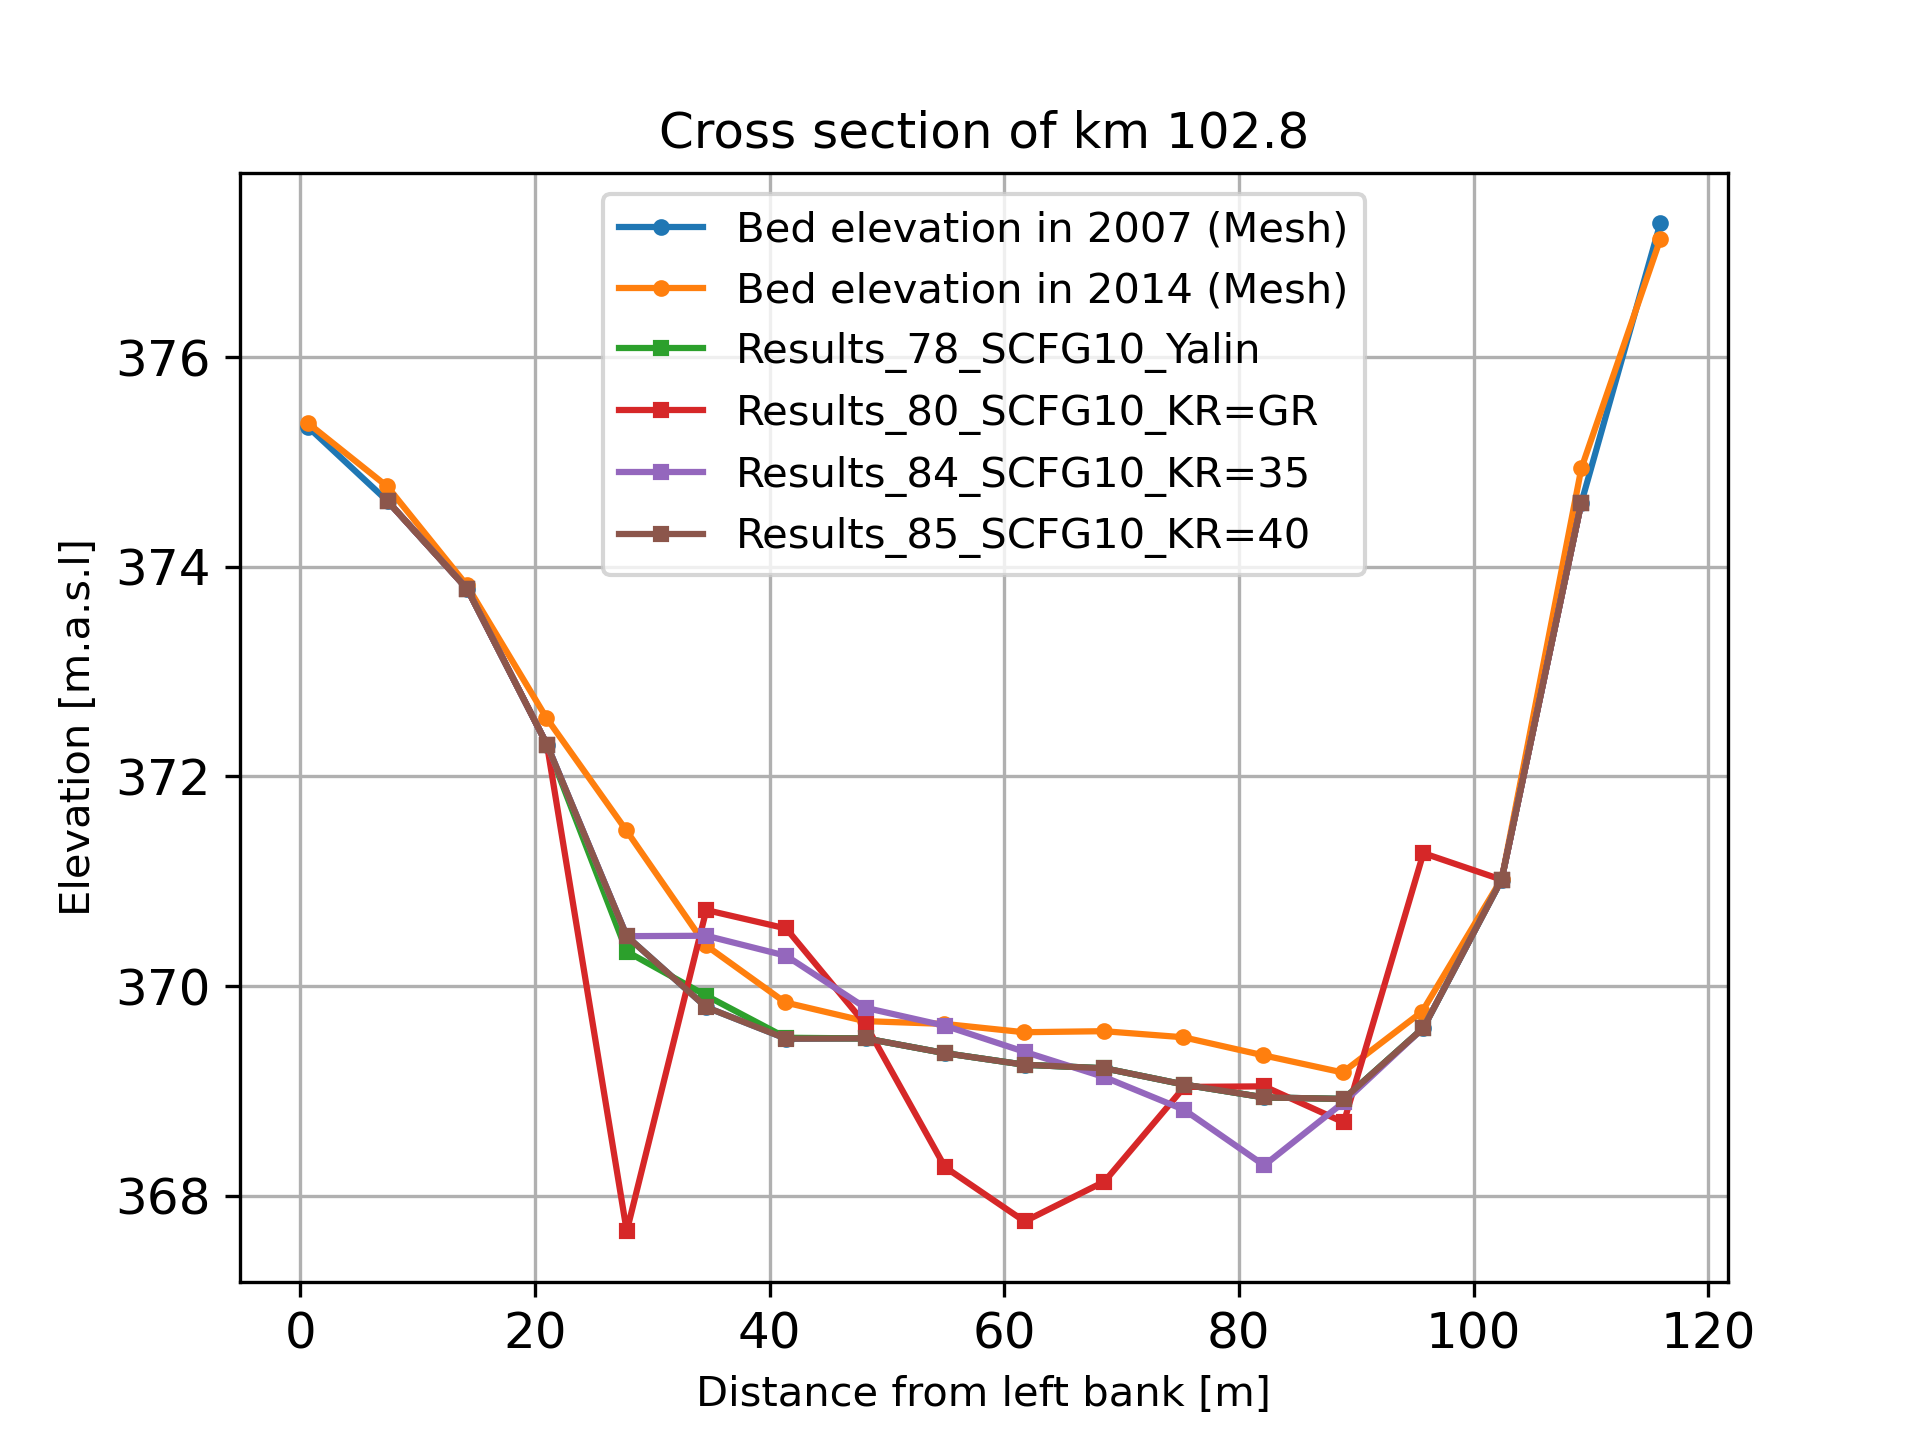 Cross section of km 102.8
Bed elevation in 2007 (Mesh)
Bed elevation in 2014 (Mesh)
Results_78_SCFG10_Yalin
Results_80_SCFG10_KR=GR
Results_84_SCFG10_KR=35
Results_85_SCFG10_KR=40
Elevation [m.a.s.l]
376
374
372
370
368
0 20 40 60 80 100 120
Distance from left bank [m]